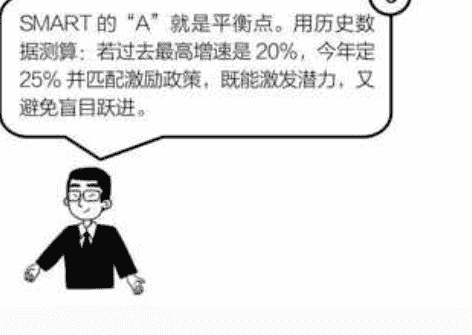 SMART 的“A”就是平衡点。用历史数
据测算：若过去最高增速是 20%，今年定
25% 并匹配激励政策，既能激发潜力，又
避免盲目跃进。